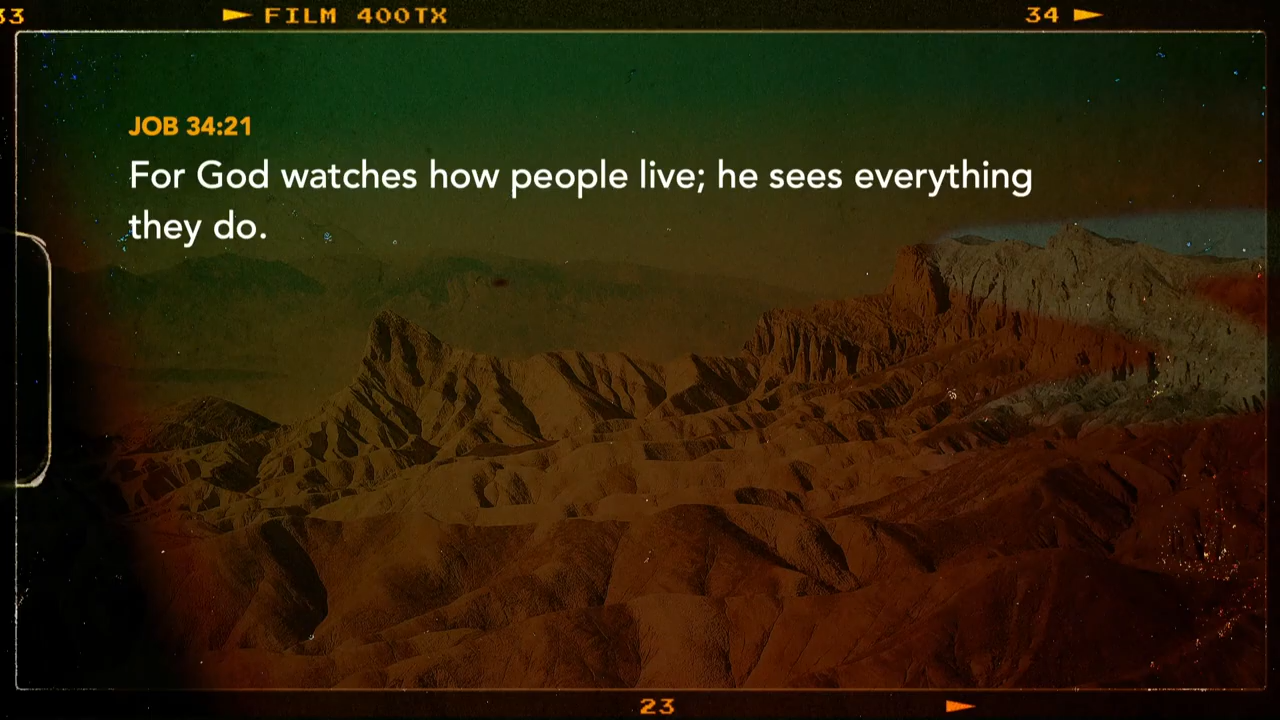 33 FILM 400TX 34
JOB 34:21
For God watches how people live; he sees everything
they do.
23